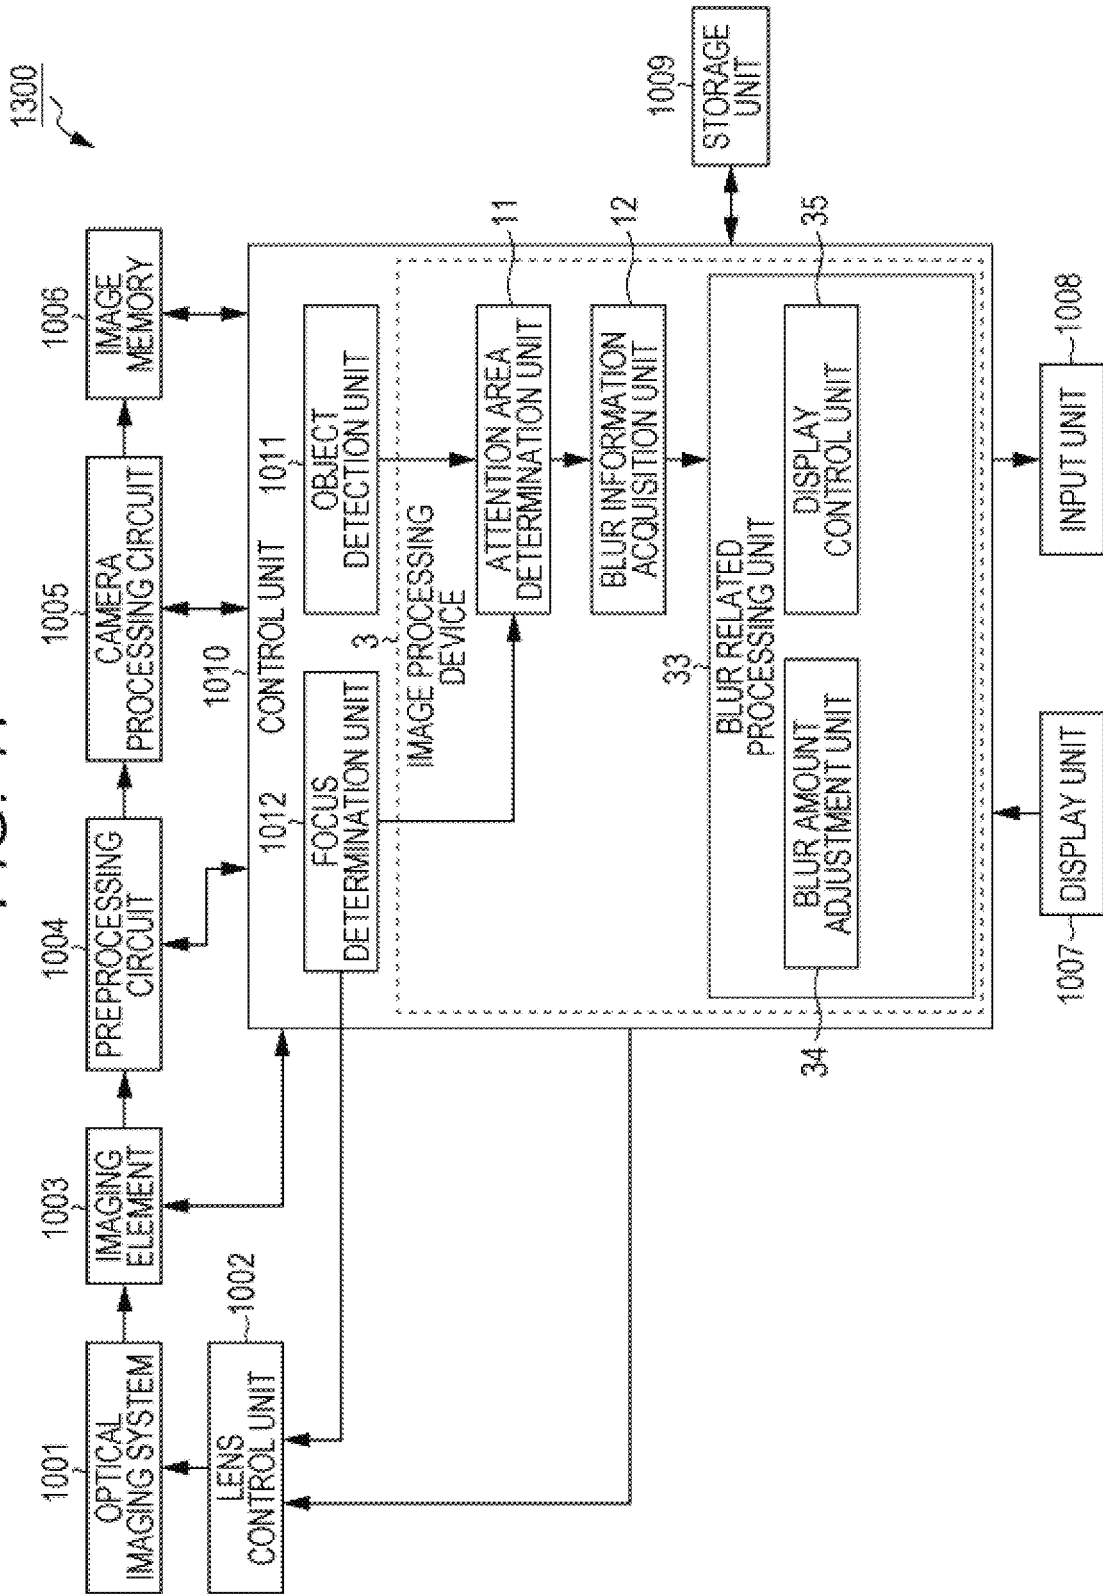 1300
1001
OPTICAL
IMAGING SYSTEM
1003
IMAGING
ELEMENT
1004
PREPROCESSING
CIRCUIT
1005
CAMERA
PROCESSING CIRCUIT
1006
IMAGE
MEMORY
1002
LENS
CONTROL UNIT
1010
CONTROL UNIT
1012
FOCUS
DETERMINATION UNIT
1011
OBJECT
DETECTION UNIT
3
IMAGE PROCESSING
DEVICE
11
ATTENTION AREA
DETERMINATION UNIT
12
BLUR INFORMATION
ACQUISITION UNIT
33
BLUR RELATED
PROCESSING UNIT
34
BLUR AMOUNT
ADJUSTMENT UNIT
35
DISPLAY
CONTROL UNIT
1009
STORAGE
UNIT
1007
DISPLAY UNIT
1008
INPUT UNIT